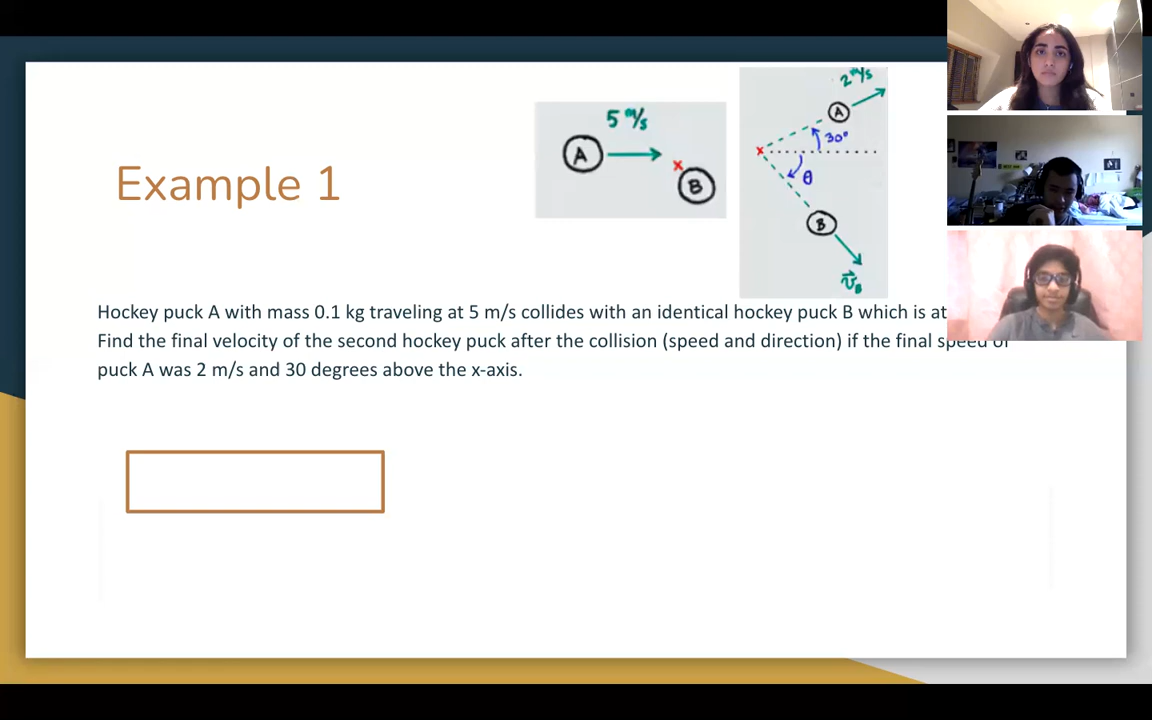 Example 1
5 m/s
A
B
2 m/s
A
30°
θ
B
v⃗B
Hockey puck A with mass 0.1 kg traveling at 5 m/s collides with an identical hockey puck B which is at
Find the final velocity of the second hockey puck after the collision (speed and direction) if the final speed of
puck A was 2 m/s and 30 degrees above the x-axis.